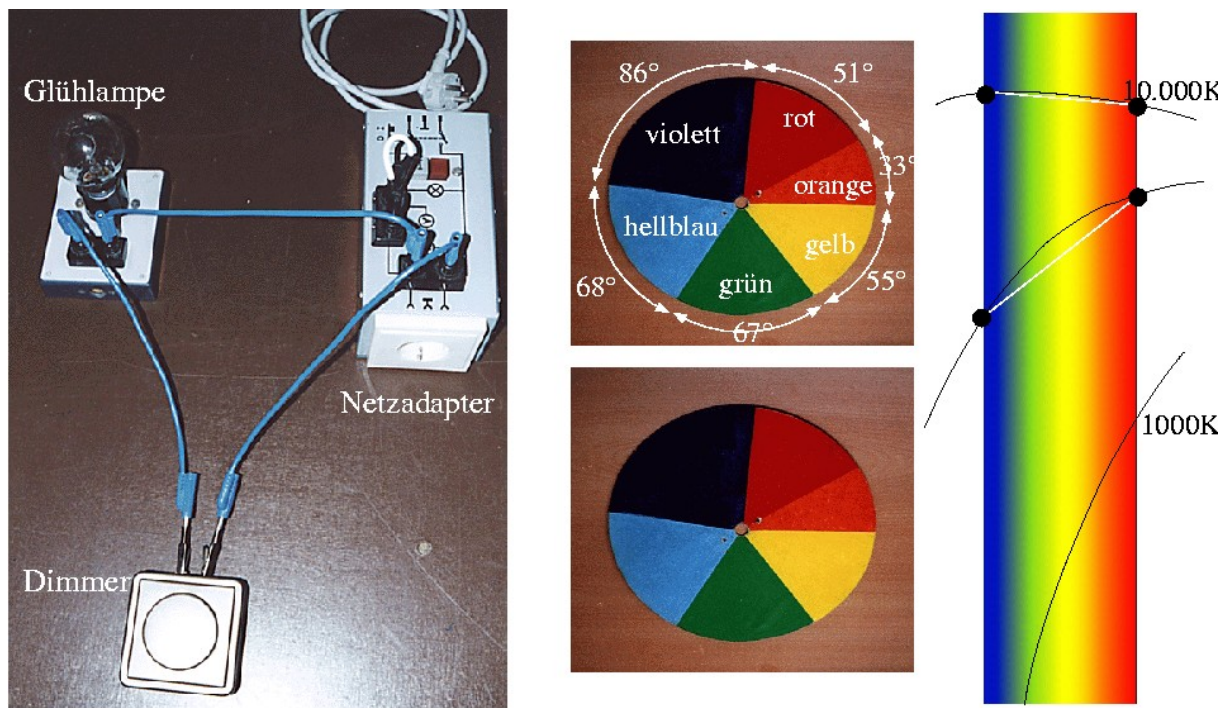 Glühlampe
Netzadapter
Dimmer
86°
51°
violett
rot
33°
orange
hellblau
gelb
grün
68°
55°
67°
10.000K
1000K